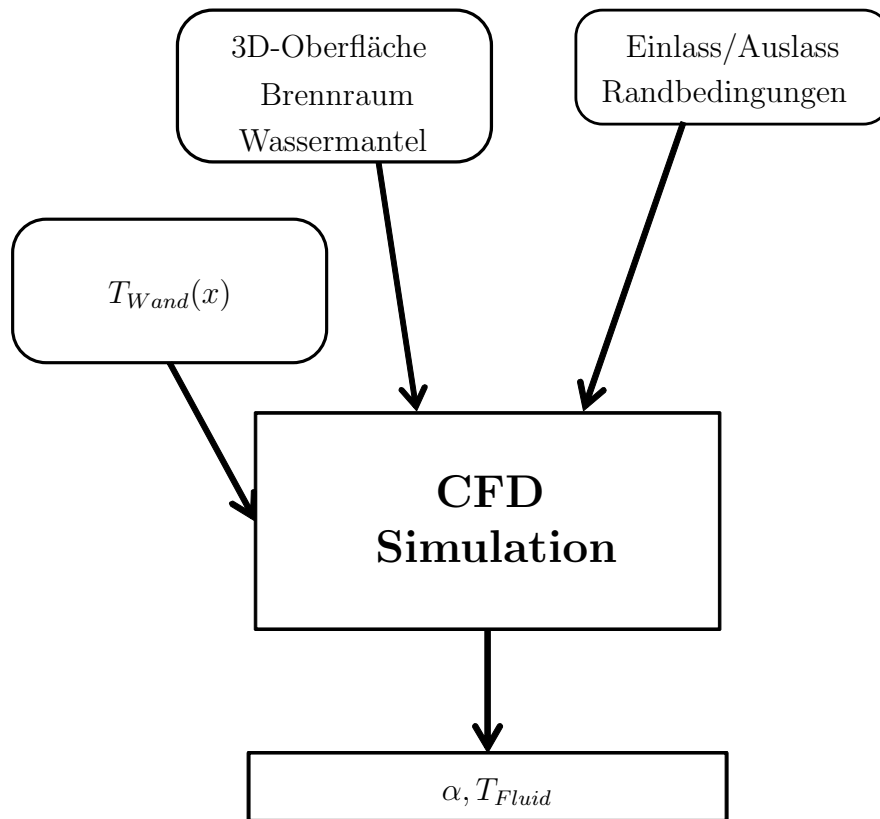 3D-Oberfläche
Brennraum
Wassermantel
Einlass/Auslass
Randbedingungen
T_{Wand}(x)
CFD
Simulation
α, T_{Fluid}